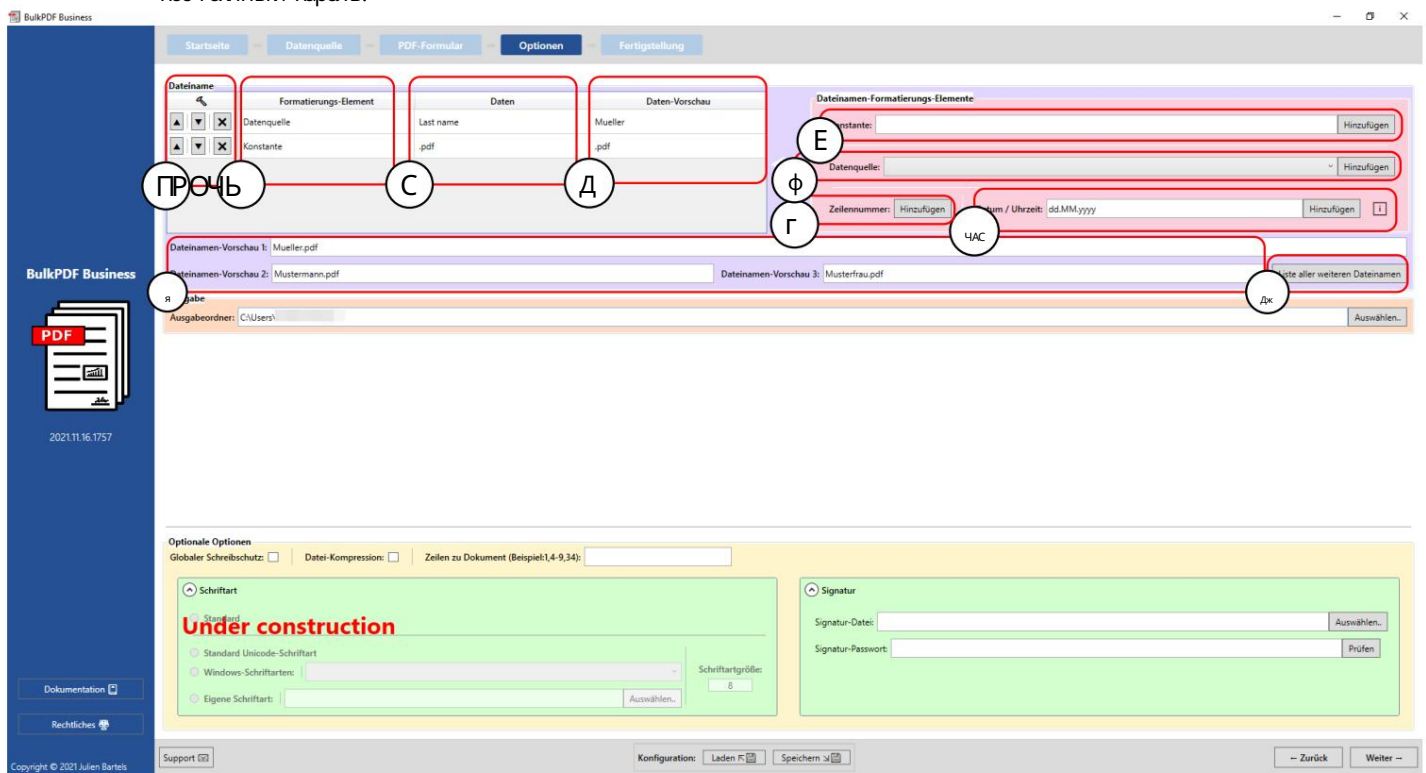 BulkPDF Business
Startseite
Datenquelle
PDF-Formular
Optionen
Fertigstellung
Dateiname
Formatierungs-Element
Daten
Daten-Vorschau
Datenquelle
Last name
Mueller
Konstante
.pdf
.pdf
ПРОЧЬ
С
Д
Dateinamen-Formatierungs-Elemente
Е
Hinzufügen
ф
Datenquelle:
Hinzufügen
Г
Zeilennummer:
Hinzufügen
ЧАС
/ Uhrzeit:
dd.MM.yyyy
Hinzufügen
i
Dateinamen-Vorschau 1: Mueller.pdf
Dateinamen-Vorschau 2: Mustermann.pdf
Dateinamen-Vorschau 3: Musterfrau.pdf
Liste aller weiteren Dateinamen
я
Дж
Ausgabeordner: C:\Users\
Auswählen..
BulkPDF Business
PDF
2021.11.16.1757
Optionale Optionen
Globaler Schreibschutz:
Datei-Kompression:
Zeilen zu Dokument (Beispiel:1,4-9,34):
Schriftart
Standard
Under construction
Standard Unicode-Schriftart
Windows-Schriftarten:
Eigene Schriftart:
Auswählen..
Schriftartgröße:
8
Signatur
Signatur-Datei:
Auswählen..
Signatur-Passwort:
Prüfen
Dokumentation
Rechtliches
Copyright © 2021 Julien Bartels
Support
Konfiguration:
Laden
Speichern
← Zurück
Weiter →